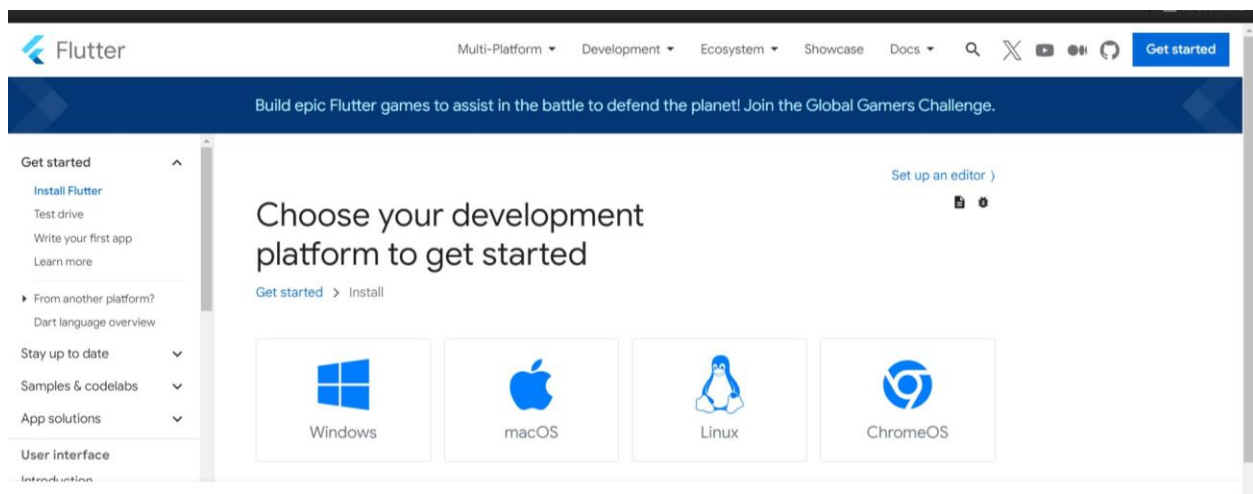 Flutter
Multi-Platform
Development
Ecosystem
Showcase
Docs
Get started
Build epic Flutter games to assist in the battle to defend the planet! Join the Global Gamers Challenge.
Get started
Install Flutter
Test drive
Write your first app
Learn more
From another platform?
Dart language overview
Stay up to date
Samples & codelabs
App solutions
User interface
Introduction
Set up an editor
Choose your development
platform to get started
Get started > Install
Windows
macOS
Linux
ChromeOS